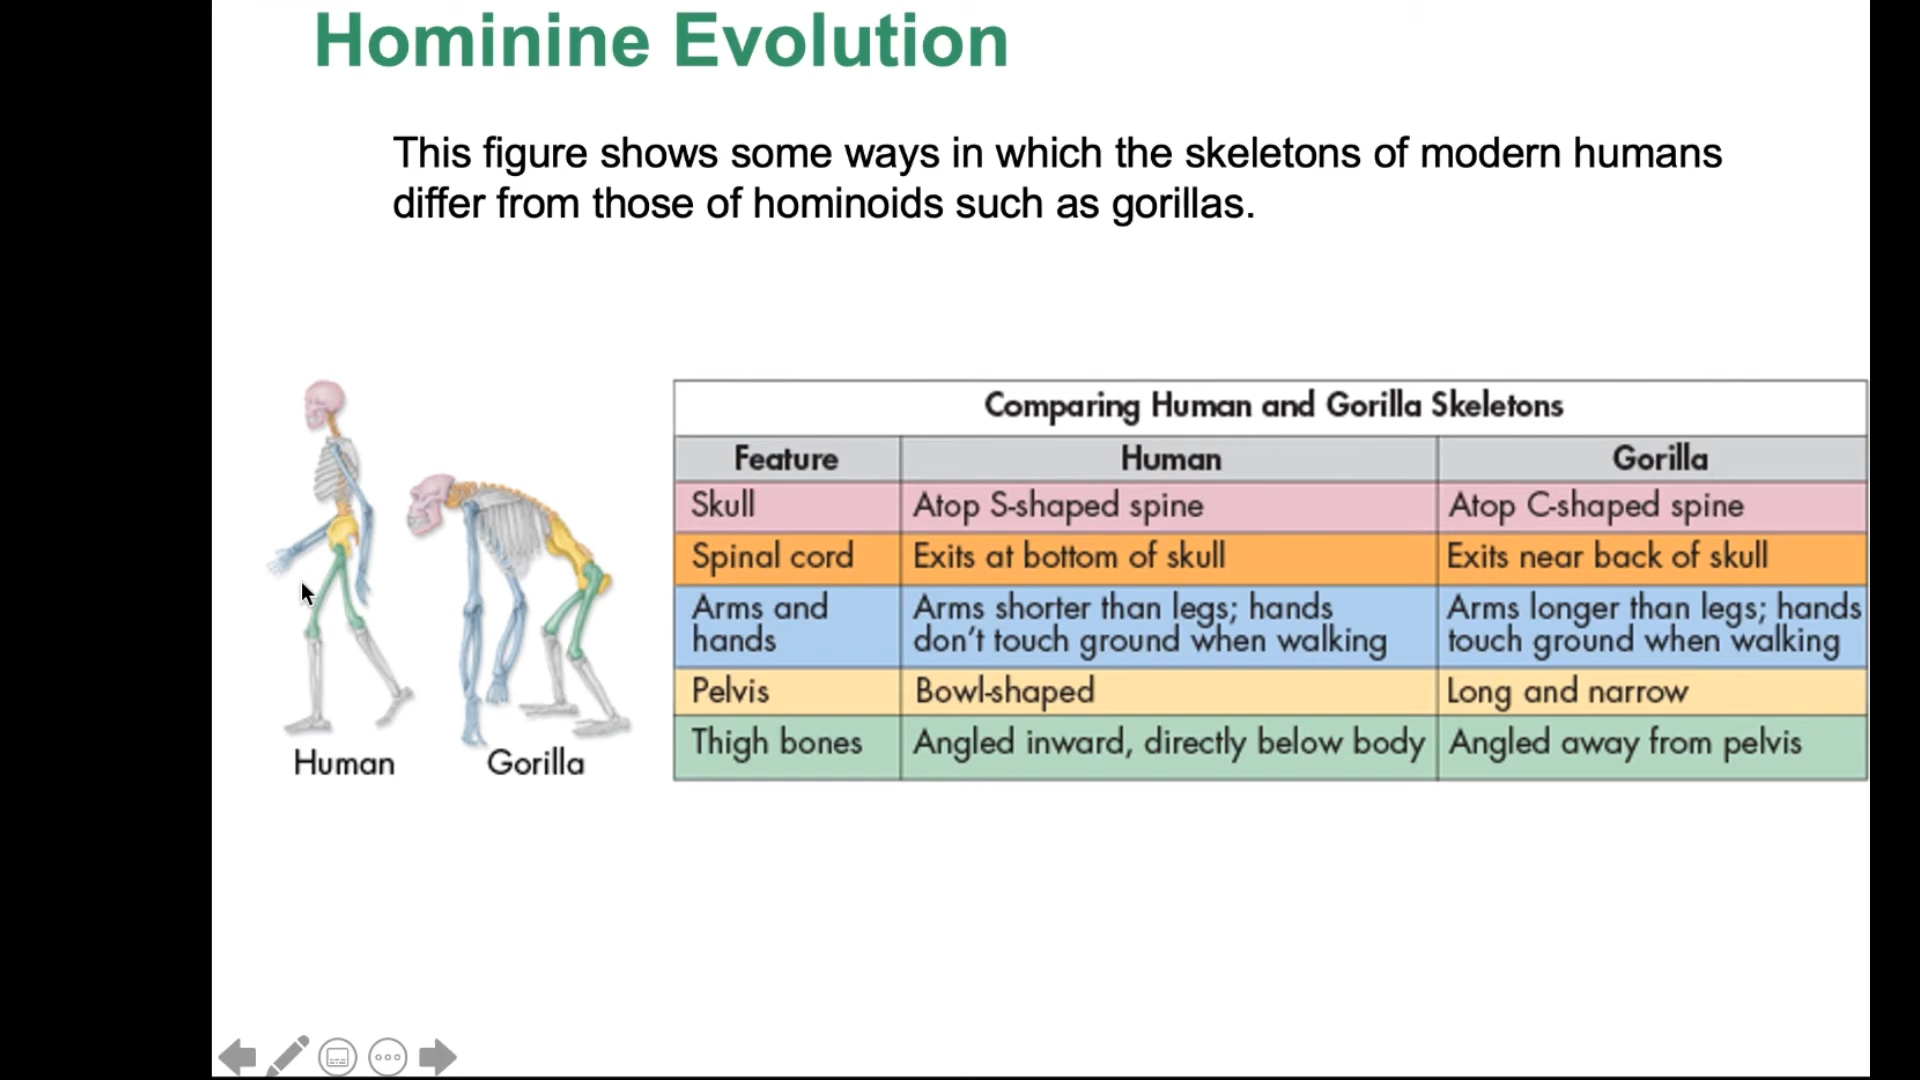 Hominine Evolution
This figure shows some ways in which the skeletons of modern humans
differ from those of hominoids such as gorillas.
Human
Gorilla
Comparing Human and Gorilla Skeletons
Feature Human Gorilla
Skull Atop S-shaped spine Atop C-shaped spine
Spinal cord Exits at bottom of skull Exits near back of skull
Arms and Arms shorter than legs; hands Arms longer than legs; hands
hands don't touch ground when walking touch ground when walking
Pelvis Bowl-shaped Long and narrow
Thigh bones Angled inward, directly below body Angled away from pelvis